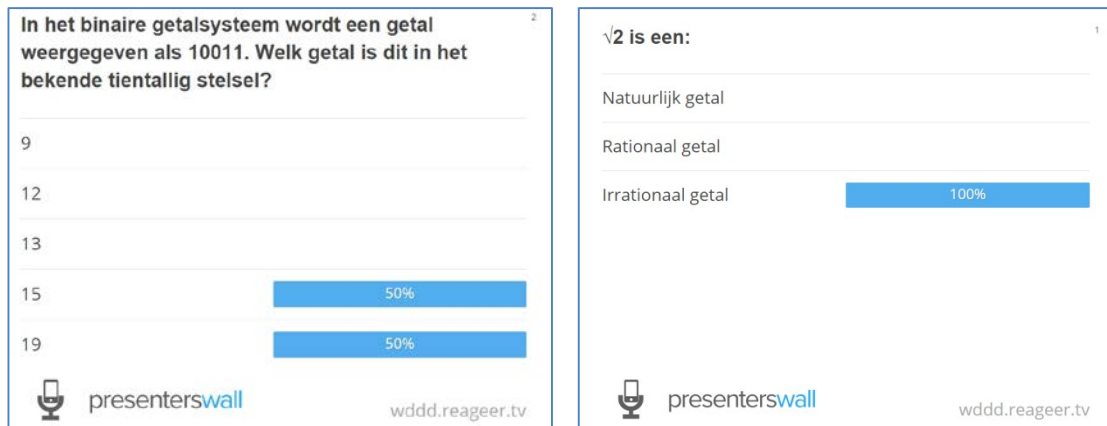 In het binaire getalsysteem wordt een getal
weergegeven als 10011. Welk getal is dit in het
bekende tientallig stelsel?
2
9
12
13
15 50%
19 50%
presenterswall
wddd.reageer.tv
√2 is een:
1
Natuurlijk getal
Rationaal getal
Irrationaal getal 100%
presenterswall
wddd.reageer.tv